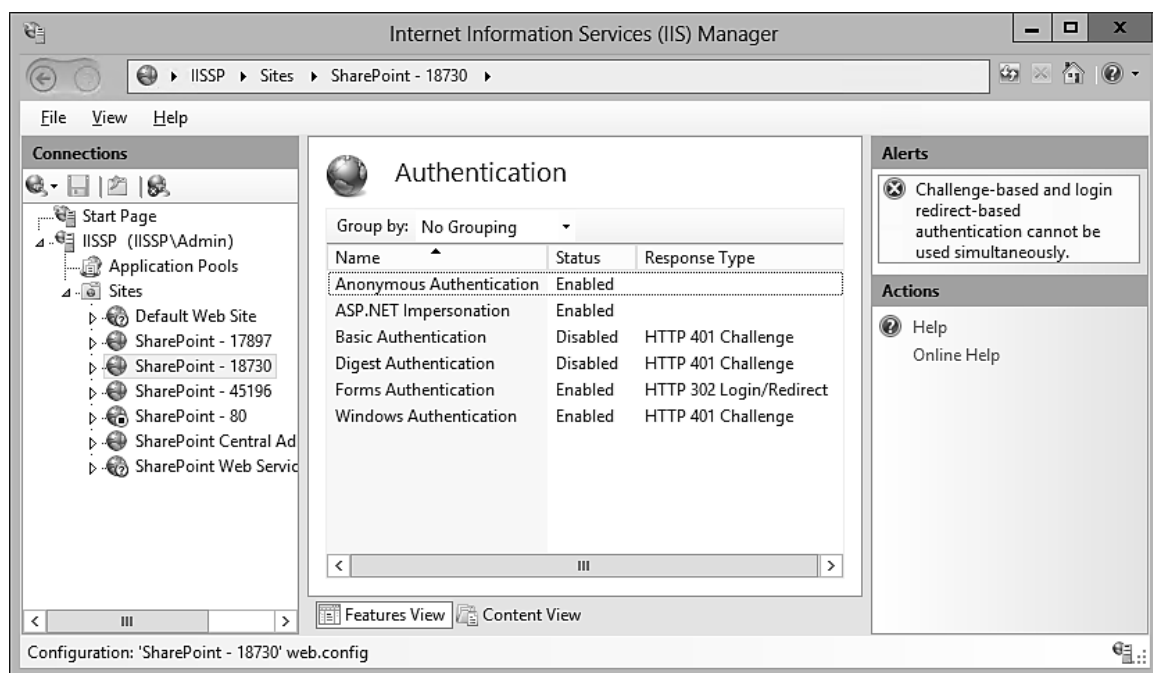 Internet Information Services (IIS) Manager
IISSP Sites SharePoint - 18730
File View Help
Connections
Start Page
IISSP (IISSP\Admin)
Application Pools
Sites
Default Web Site
SharePoint - 17897
SharePoint - 18730
SharePoint - 45196
SharePoint - 80
SharePoint Central Ad
SharePoint Web Servic
Authentication
Group by: No Grouping
Name Status Response Type
Anonymous Authentication Enabled
ASP.NET Impersonation Enabled
Basic Authentication Disabled HTTP 401 Challenge
Digest Authentication Disabled HTTP 401 Challenge
Forms Authentication Enabled HTTP 302 Login/Redirect
Windows Authentication Enabled HTTP 401 Challenge
Features View Content View
Alerts
Challenge-based and login
redirect-based
authentication cannot be
used simultaneously.
Actions
Help
Online Help
Configuration: 'SharePoint - 18730' web.config